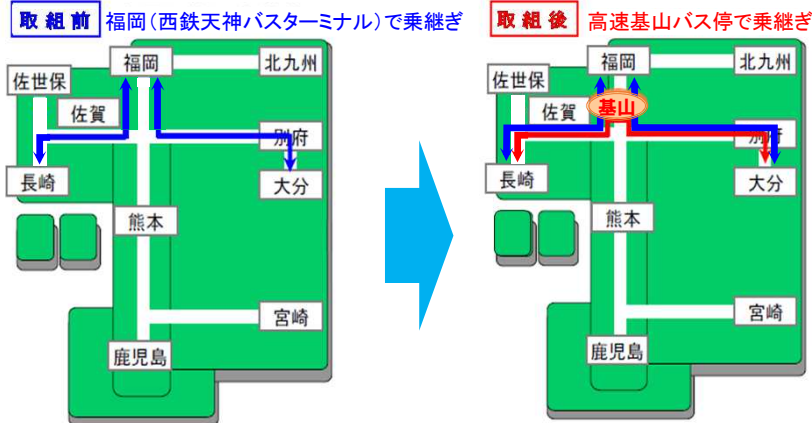 取組前 福岡(西鉄天神バスターミナル)で乗継ぎ
福岡
北九州
佐世保
佐賀
別府
長崎
大分
熊本
宮崎
鹿児島
取組後 高速基山バス停で乗継ぎ
福岡
北九州
佐世保
佐賀
基山
別府
長崎
大分
熊本
宮崎
鹿児島